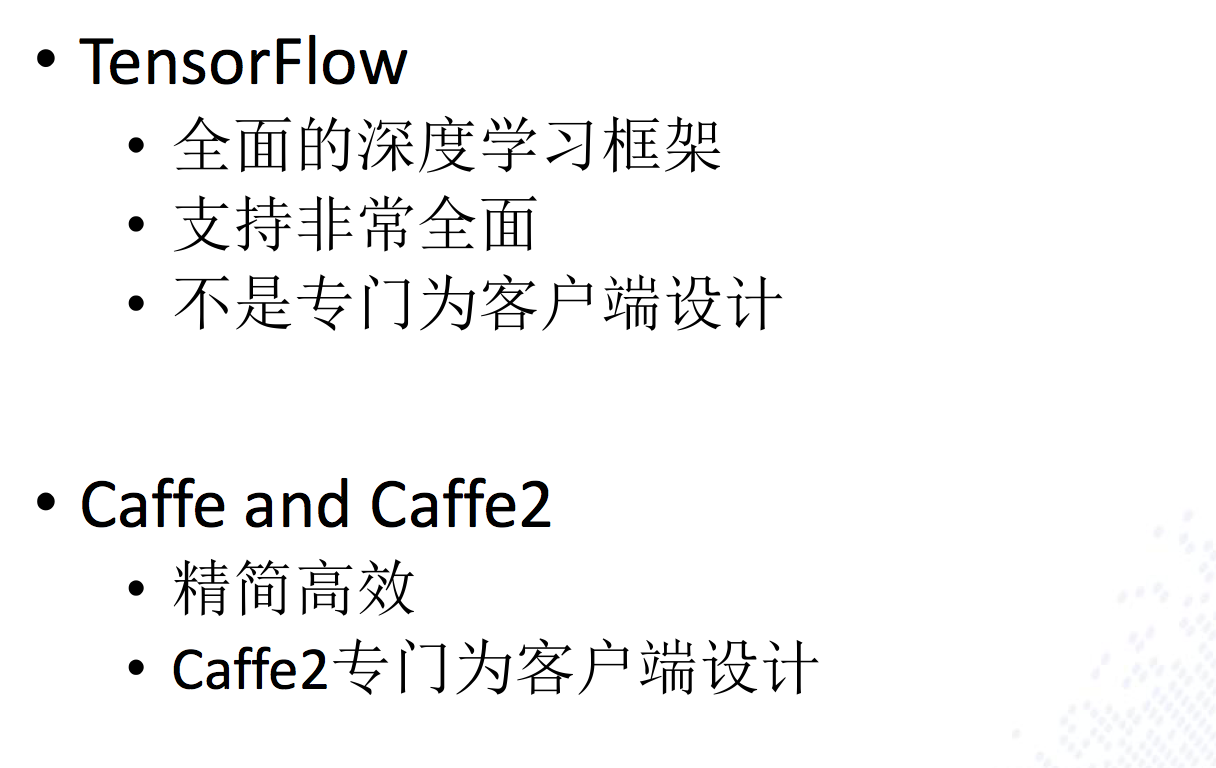 • TensorFlow
• 全面的深度学习框架
• 支持非常全面
• 不是专门为客户端设计
• Caffe and Caffe2
• 精简高效
• Caffe2专门为客户端设计